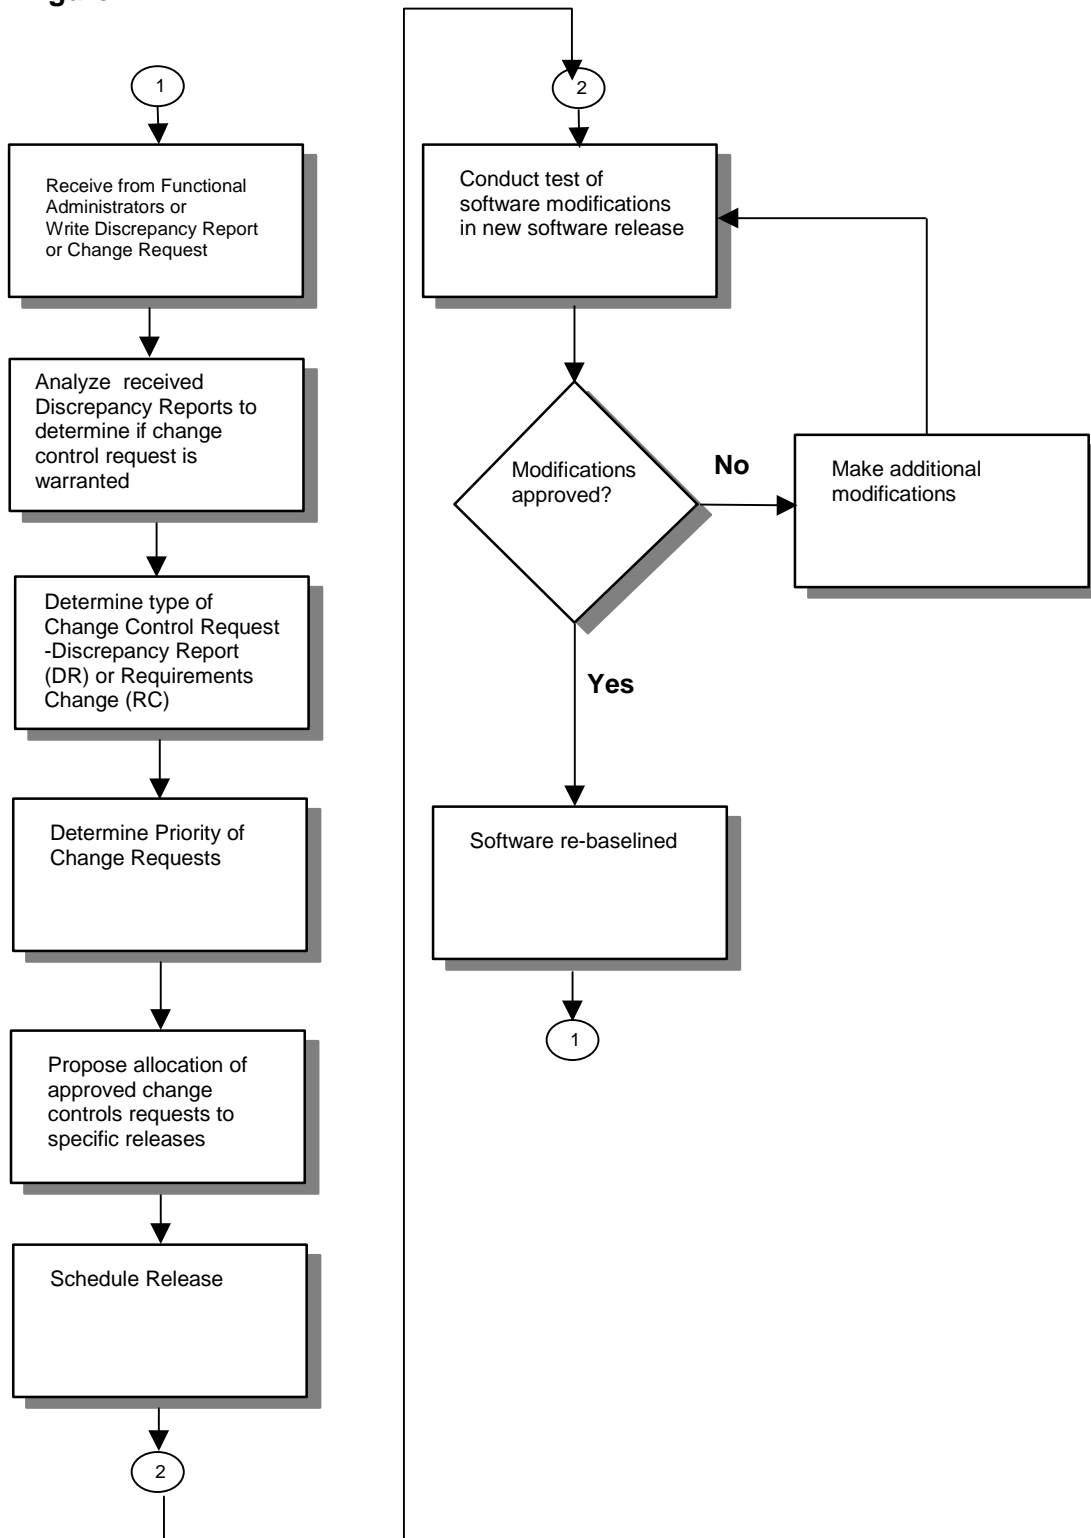 1
Receive from Functional
Administrators or
Write Discrepancy Report
or Change Request
Analyze received
Discrepancy Reports to
determine if change
control request is
warranted
Determine type of
Change Control Request
-Discrepancy Report
(DR) or Requirements
Change (RC)
Determine Priority of
Change Requests
Propose allocation of
approved change
controls requests to
specific releases
Schedule Release
2
2
Conduct test of
software modifications
in new software release
Modifications
approved?
No
Make additional
modifications
Yes
Software re-baselined
1